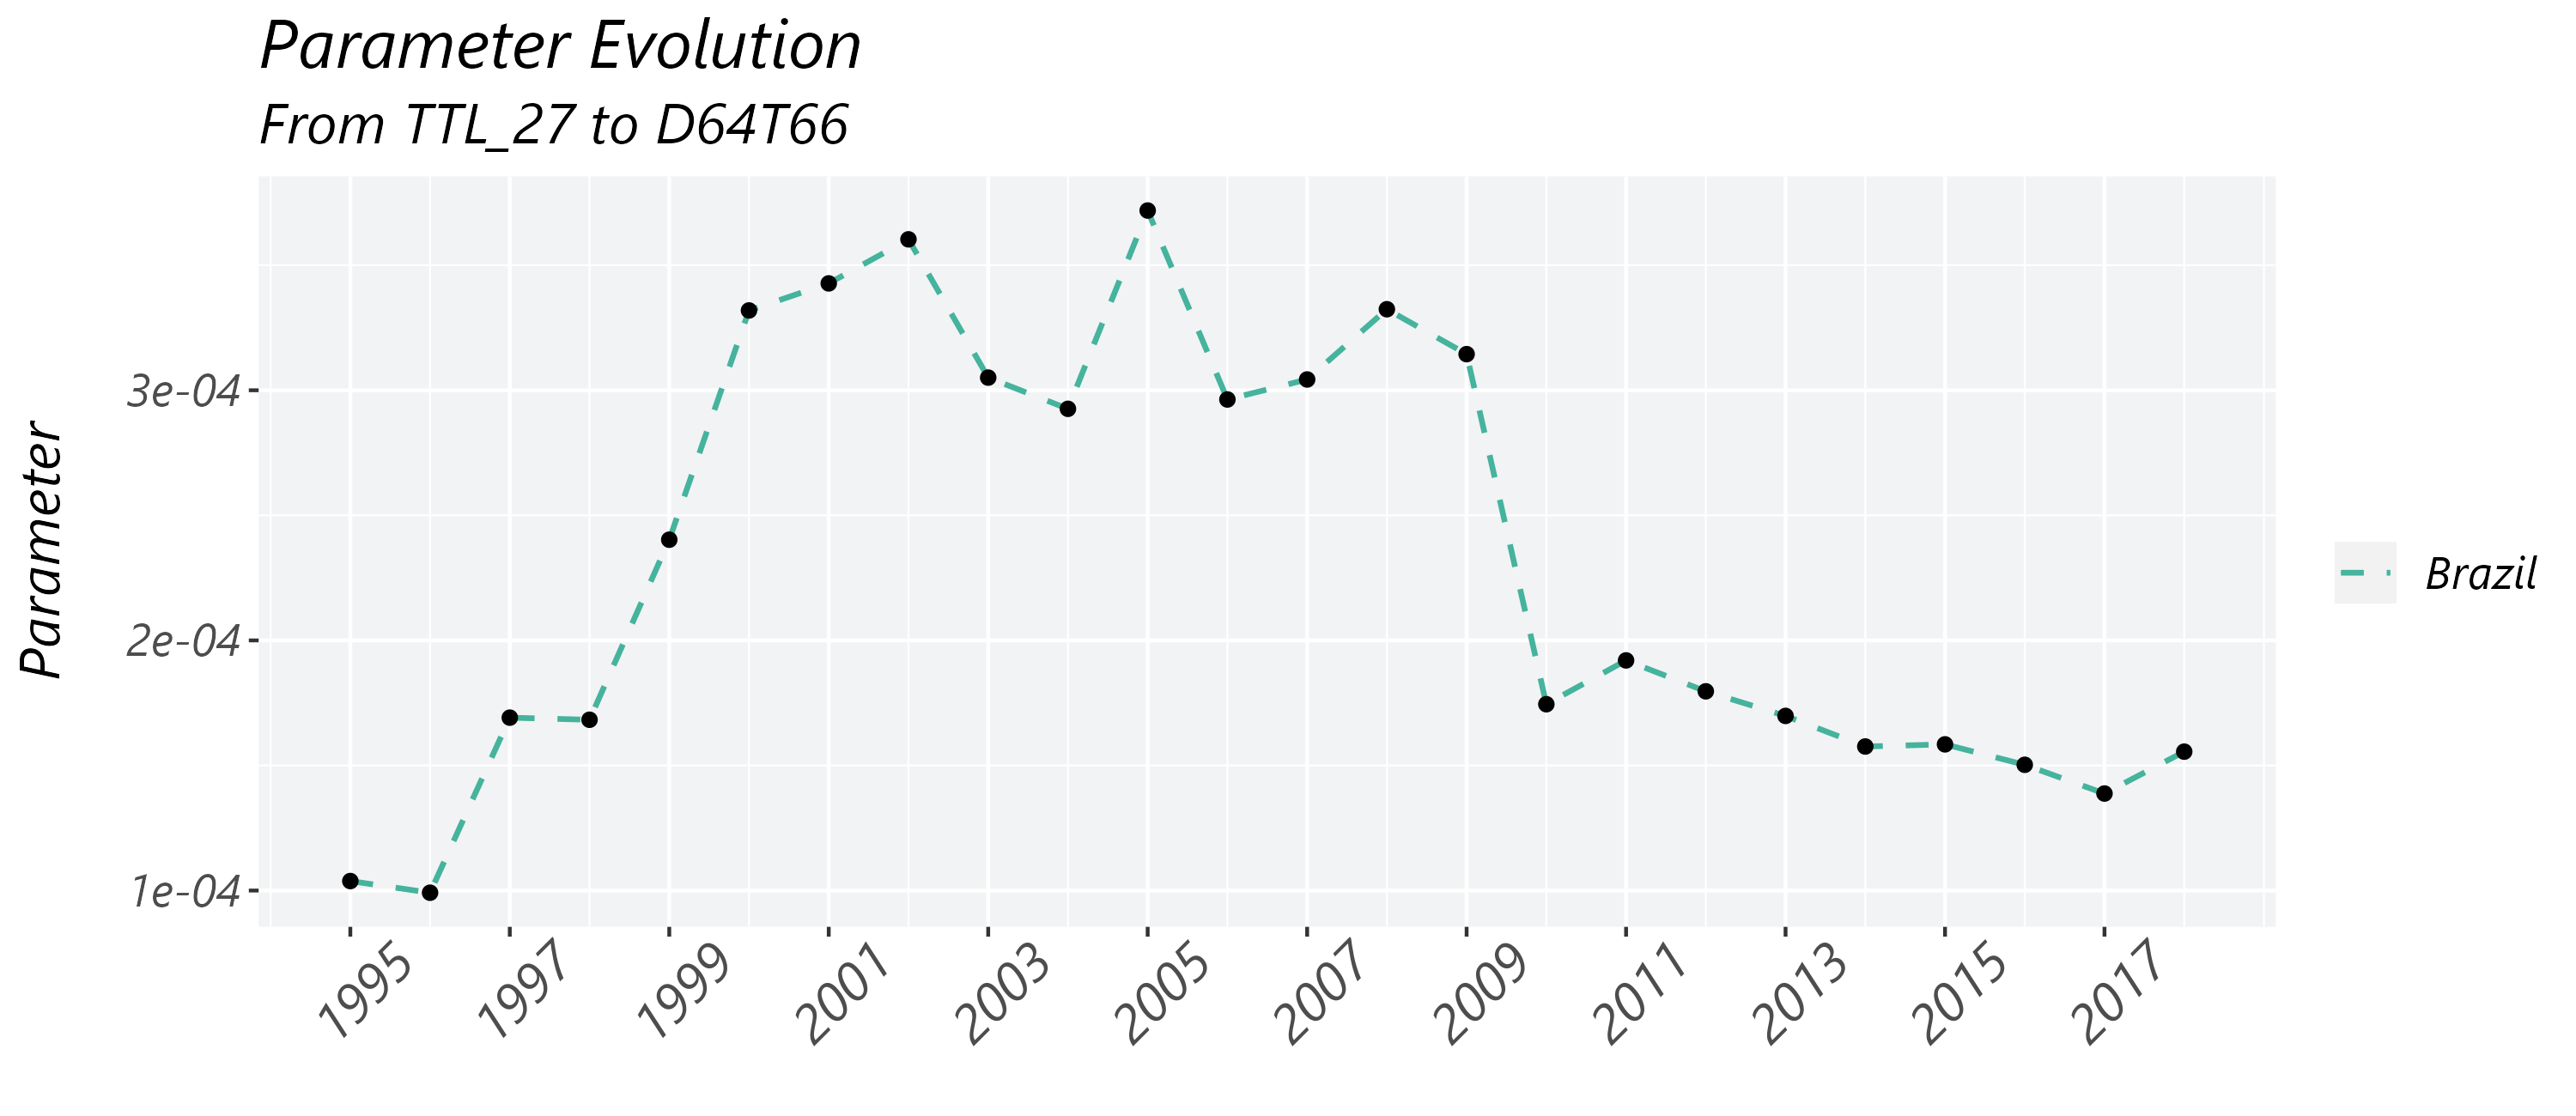 Parameter Evolution
From TTL_27 to D64T66
Parameter
3e-04
2e-04
1e-04
1995
1997
1999
2001
2003
2005
2007
2009
2011
2013
2015
2017
Brazil